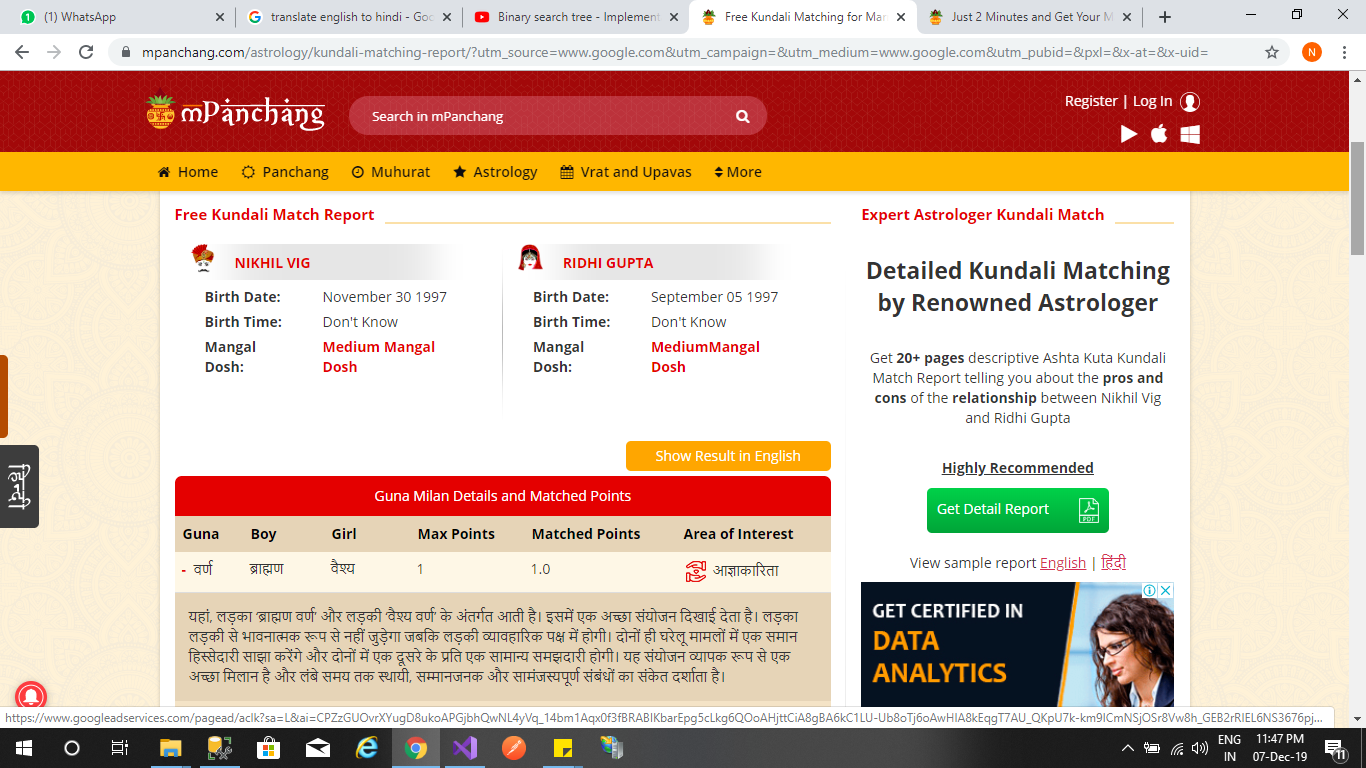 (1) WhatsApp
translate english to hindi - Goo
Binary search tree - Implement
Free Kundali Matching for Mar
Just 2 Minutes and Get Your M
mpanchang.com/astrology/kundali-matching-report/?utm_source=www.google.com&utm_campaign=&utm_medium=www.google.com&utm_pubid=&pxl=&x-at=&x-uid=
N
mPanchang
Search in mPanchang
Register | Log In
Home
Panchang
Muhurat
Astrology
Vrat and Upavas
More
Free Kundali Match Report
NIKHIL VIG
Birth Date: November 30 1997
Birth Time: Don't Know
Mangal Medium Mangal
Dosh: Dosh
RIDHI GUPTA
Birth Date: September 05 1997
Birth Time: Don't Know
Mangal MediumMangal
Dosh: Dosh
Show Result in English
Guna Milan Details and Matched Points
Guna Boy Girl Max Points Matched Points Area of Interest
- वर्ण ब्राह्मण वैश्य 1 1.0 आज्ञाकारिता
यहां, लड़का ‘ब्राह्मण वर्ण’ और लड़की ‘वैश्य वर्ण’ के अंतर्गत आती है। इसमें एक अच्छा संयोजन दिखाई देता है। लड़का
लड़की से भावनात्मक रूप से नहीं जुड़ेगा जबकि लड़की व्यावहारिक पक्ष में होगी। दोनों ही घरेलू मामलों में एक समान
हिस्सेदारी साझा करेंगे और दोनों में एक दूसरे के प्रति एक सामान्य समझदारी होगी। यह संयोजन व्यापक रूप से एक
अच्छा मिलान है और लंबे समय तक स्थायी, सम्मानजनक और सामंजस्यपूर्ण संबंधों का संकेत दर्शाता है।
Expert Astrologer Kundali Match
Detailed Kundali Matching
by Renowned Astrologer
Get 20+ pages descriptive Ashta Kuta Kundali
Match Report telling you about the pros and
cons of the relationship between Nikhil Vig
and Ridhi Gupta
Highly Recommended
Get Detail Report
PDF
View sample report English | हिंदी
GET CERTIFIED IN
DATA
ANALYTICS
हिन्दी
1
ENG
IN
11:47 PM
07-Dec-19
11